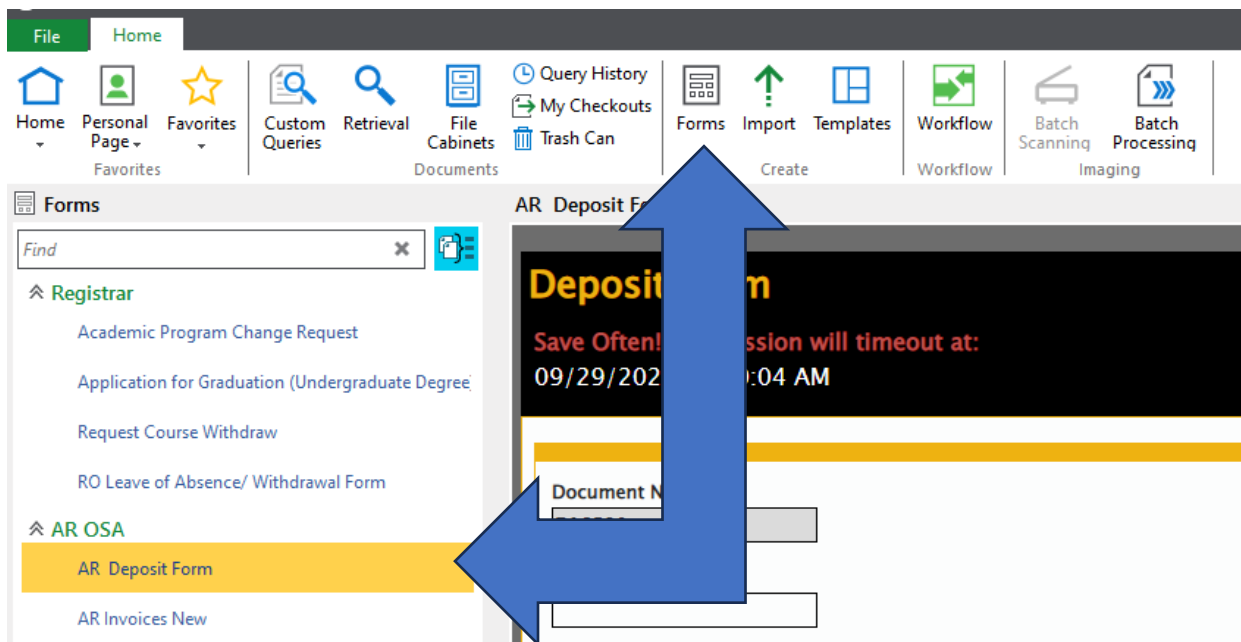 File Home
Home Personal Page Favorites Custom Queries Retrieval File Cabinets Query History My Checkouts Trash Can Forms Import Templates Workflow Batch Scanning Batch Processing
Favorites Documents Create Workflow Imaging
Forms
Find
Registrar
Academic Program Change Request
Application for Graduation (Undergraduate Degree)
Request Course Withdraw
RO Leave of Absence/ Withdrawal Form
AR OSA
AR Deposit Form
AR Invoices New
AR Deposit
Deposit
Save Often! will timeout at:
09/29/202 :04 AM
Document